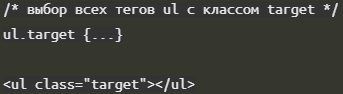 /* выбор всех тегов ul с классом target */
ul.target {...}
<ul class="target"></ul>